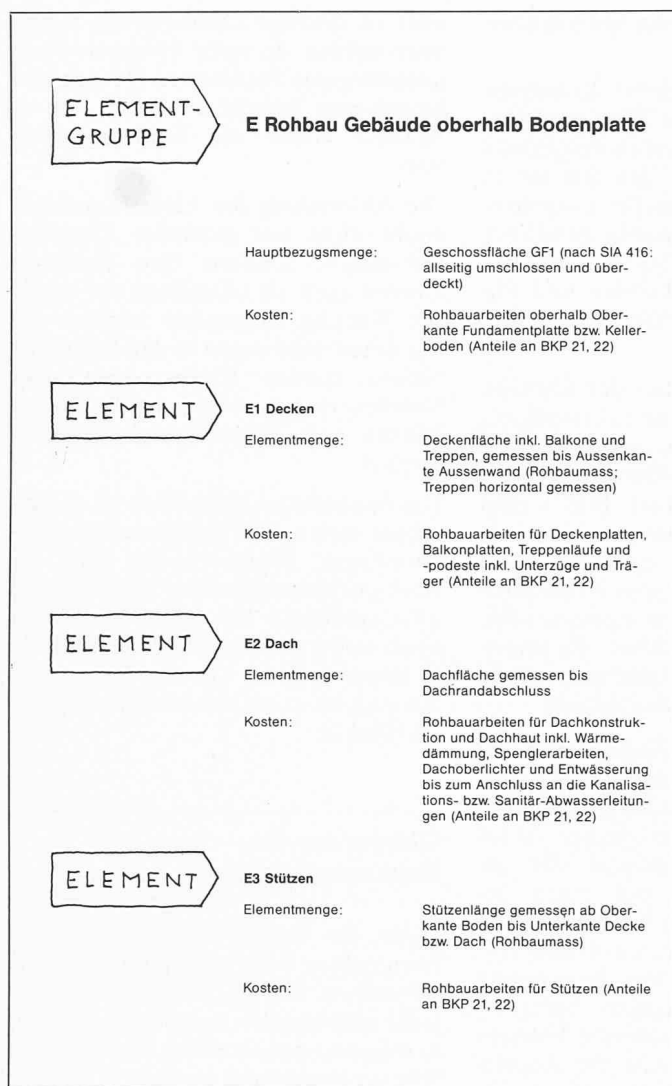 ELEMENT-
GRUPPE
E Rohbau Gebäude oberhalb Bodenplatte
Hauptbezugsmenge: Geschossfläche GF1 (nach SIA 416:
allseitig umschlossen und über-
deckt)
Kosten: Rohbauarbeiten oberhalb Ober-
kante Fundamentplatte bzw. Keller-
boden (Anteile an BKP 21, 22)
ELEMENT
E1 Decken
Elementmenge: Deckenfläche inkl. Balkone und
Treppen, gemessen bis Aussenkan-
te Aussenwand (Rohbaumass;
Treppen horizontal gemessen)
Kosten: Rohbauarbeiten für Deckenplatten,
Balkonplatten, Treppenläufe und
-podeste inkl. Unterzüge und Trä-
ger (Anteile an BKP 21, 22)
ELEMENT
E2 Dach
Elementmenge: Dachfläche gemessen bis
Dachrandabschluss
Kosten: Rohbauarbeiten für Dachkonstruk-
tion und Dachhaut inkl. Wärme-
dämmung, Spenglerarbeiten,
Dachoberlichter und Entwässerung
bis zum Anschluss an die Kanalisa-
tions- bzw. Sanitär-Abwasserleitun-
gen (Anteile an BKP 21, 22)
ELEMENT
E3 Stützen
Elementmenge: Stützenlänge gemessen ab Ober-
kante Boden bis Unterkante Decke
bzw. Dach (Rohbaumass)
Kosten: Rohbauarbeiten für Stützen (Anteile
an BKP 21, 22)